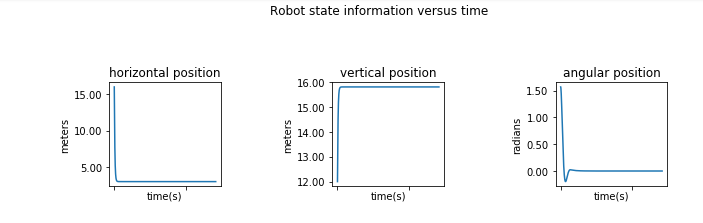 Robot state information versus time
horizontal position
15.00
10.00
5.00
meters
time(s)
vertical position
16.00
15.00
14.00
13.00
12.00
meters
time(s)
angular position
1.50
1.00
0.50
0.00
radians
time(s)